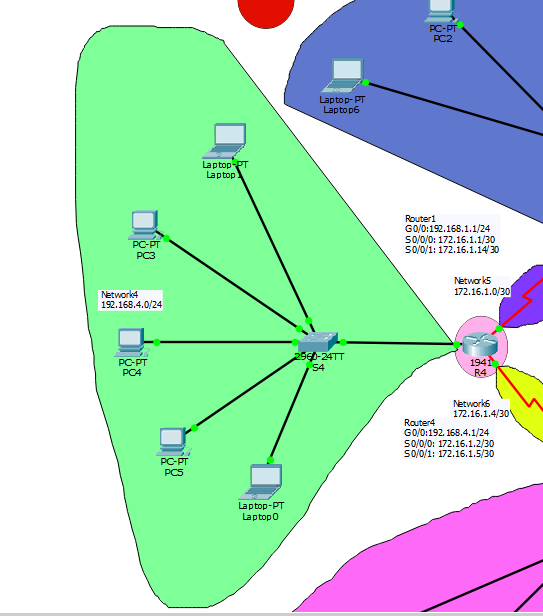 PC-PT
PC2
Laptop-PT
Laptop6
Laptop-PT
PC-PT
PC3
Router1
G0/0:192.168.1.1/24
S0/0/0: 172.16.1.1/30
S0/0/1: 172.16.1.14/30
Network5
172.16.1.0/30
Network4
192.168.4.0/24
PC-PT
PC4
2960-24TT
S4
1941
R4
Network6
172.16.1.4/30
Router4
G0/0:192.168.4.1/24
S0/0/0: 172.16.1.2/30
S0/0/1: 172.16.1.5/30
PC-PT
PC5
Laptop-PT
Laptop0